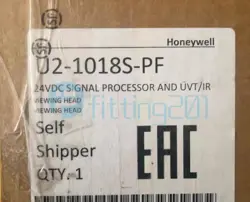 Honeywell
U2-1018S-PF
24VDC SIGNAL PROCESSOR AND UVT/IR
VIEWING HEAD
VIEWING HEAD
fitting201
Self
Shipper
QTY. 1
EAC